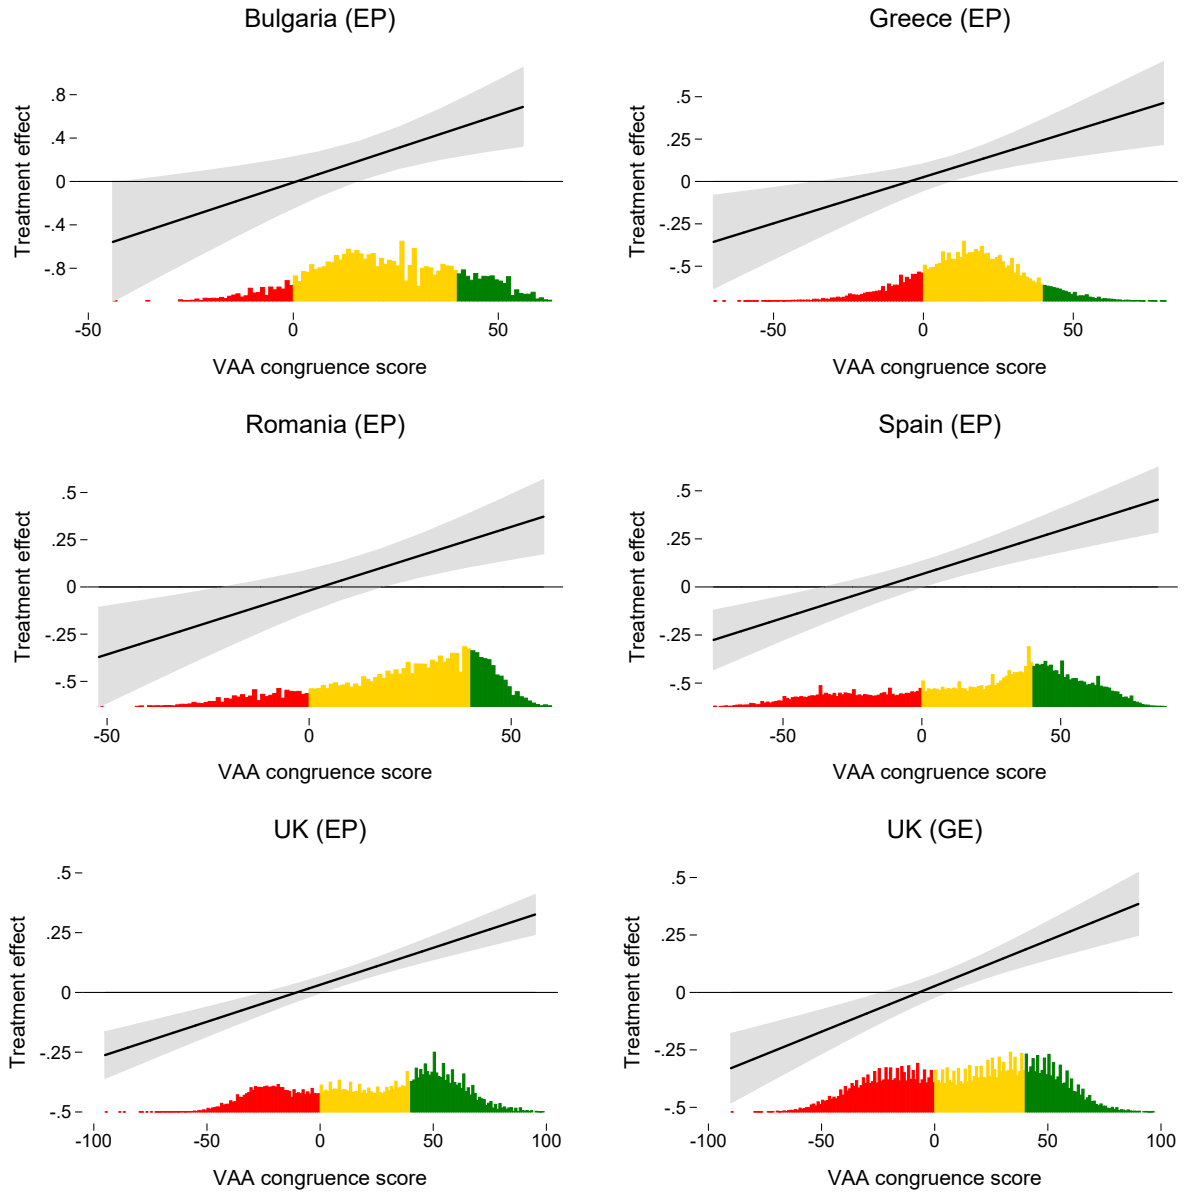 Bulgaria (EP)
Treatment effect
.8
.4
0
-.4
-.8
-50 0 50
VAA congruence score
Greece (EP)
Treatment effect
.5
.25
0
-.25
-.5
-50 0 50
VAA congruence score
Romania (EP)
Treatment effect
.5
.25
0
-.25
-.5
-50 0 50
VAA congruence score
Spain (EP)
Treatment effect
.5
.25
0
-.25
-.5
-50 0 50
VAA congruence score
UK (EP)
Treatment effect
.5
.25
0
-.25
-.5
-100 -50 0 50 100
VAA congruence score
UK (GE)
Treatment effect
.5
.25
0
-.25
-.5
-100 -50 0 50 100
VAA congruence score